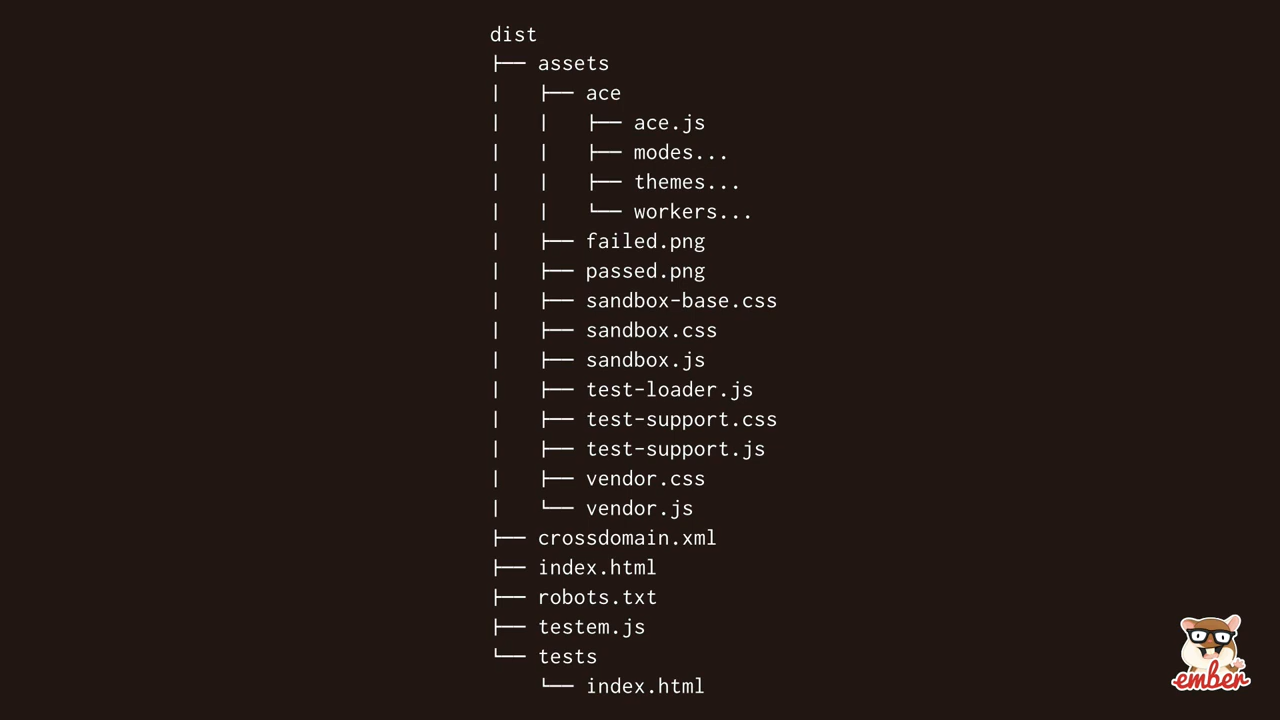 dist
├── assets
|   ├── ace
|   |   ├── ace.js
|   |   ├── modes...
|   |   ├── themes...
|   |   └── workers...
|   ├── failed.png
|   ├── passed.png
|   ├── sandbox-base.css
|   ├── sandbox.css
|   ├── sandbox.js
|   ├── test-loader.js
|   ├── test-support.css
|   ├── test-support.js
|   ├── vendor.css
|   └── vendor.js
├── crossdomain.xml
├── index.html
├── robots.txt
├── testem.js
└── tests
    └── index.html
ember